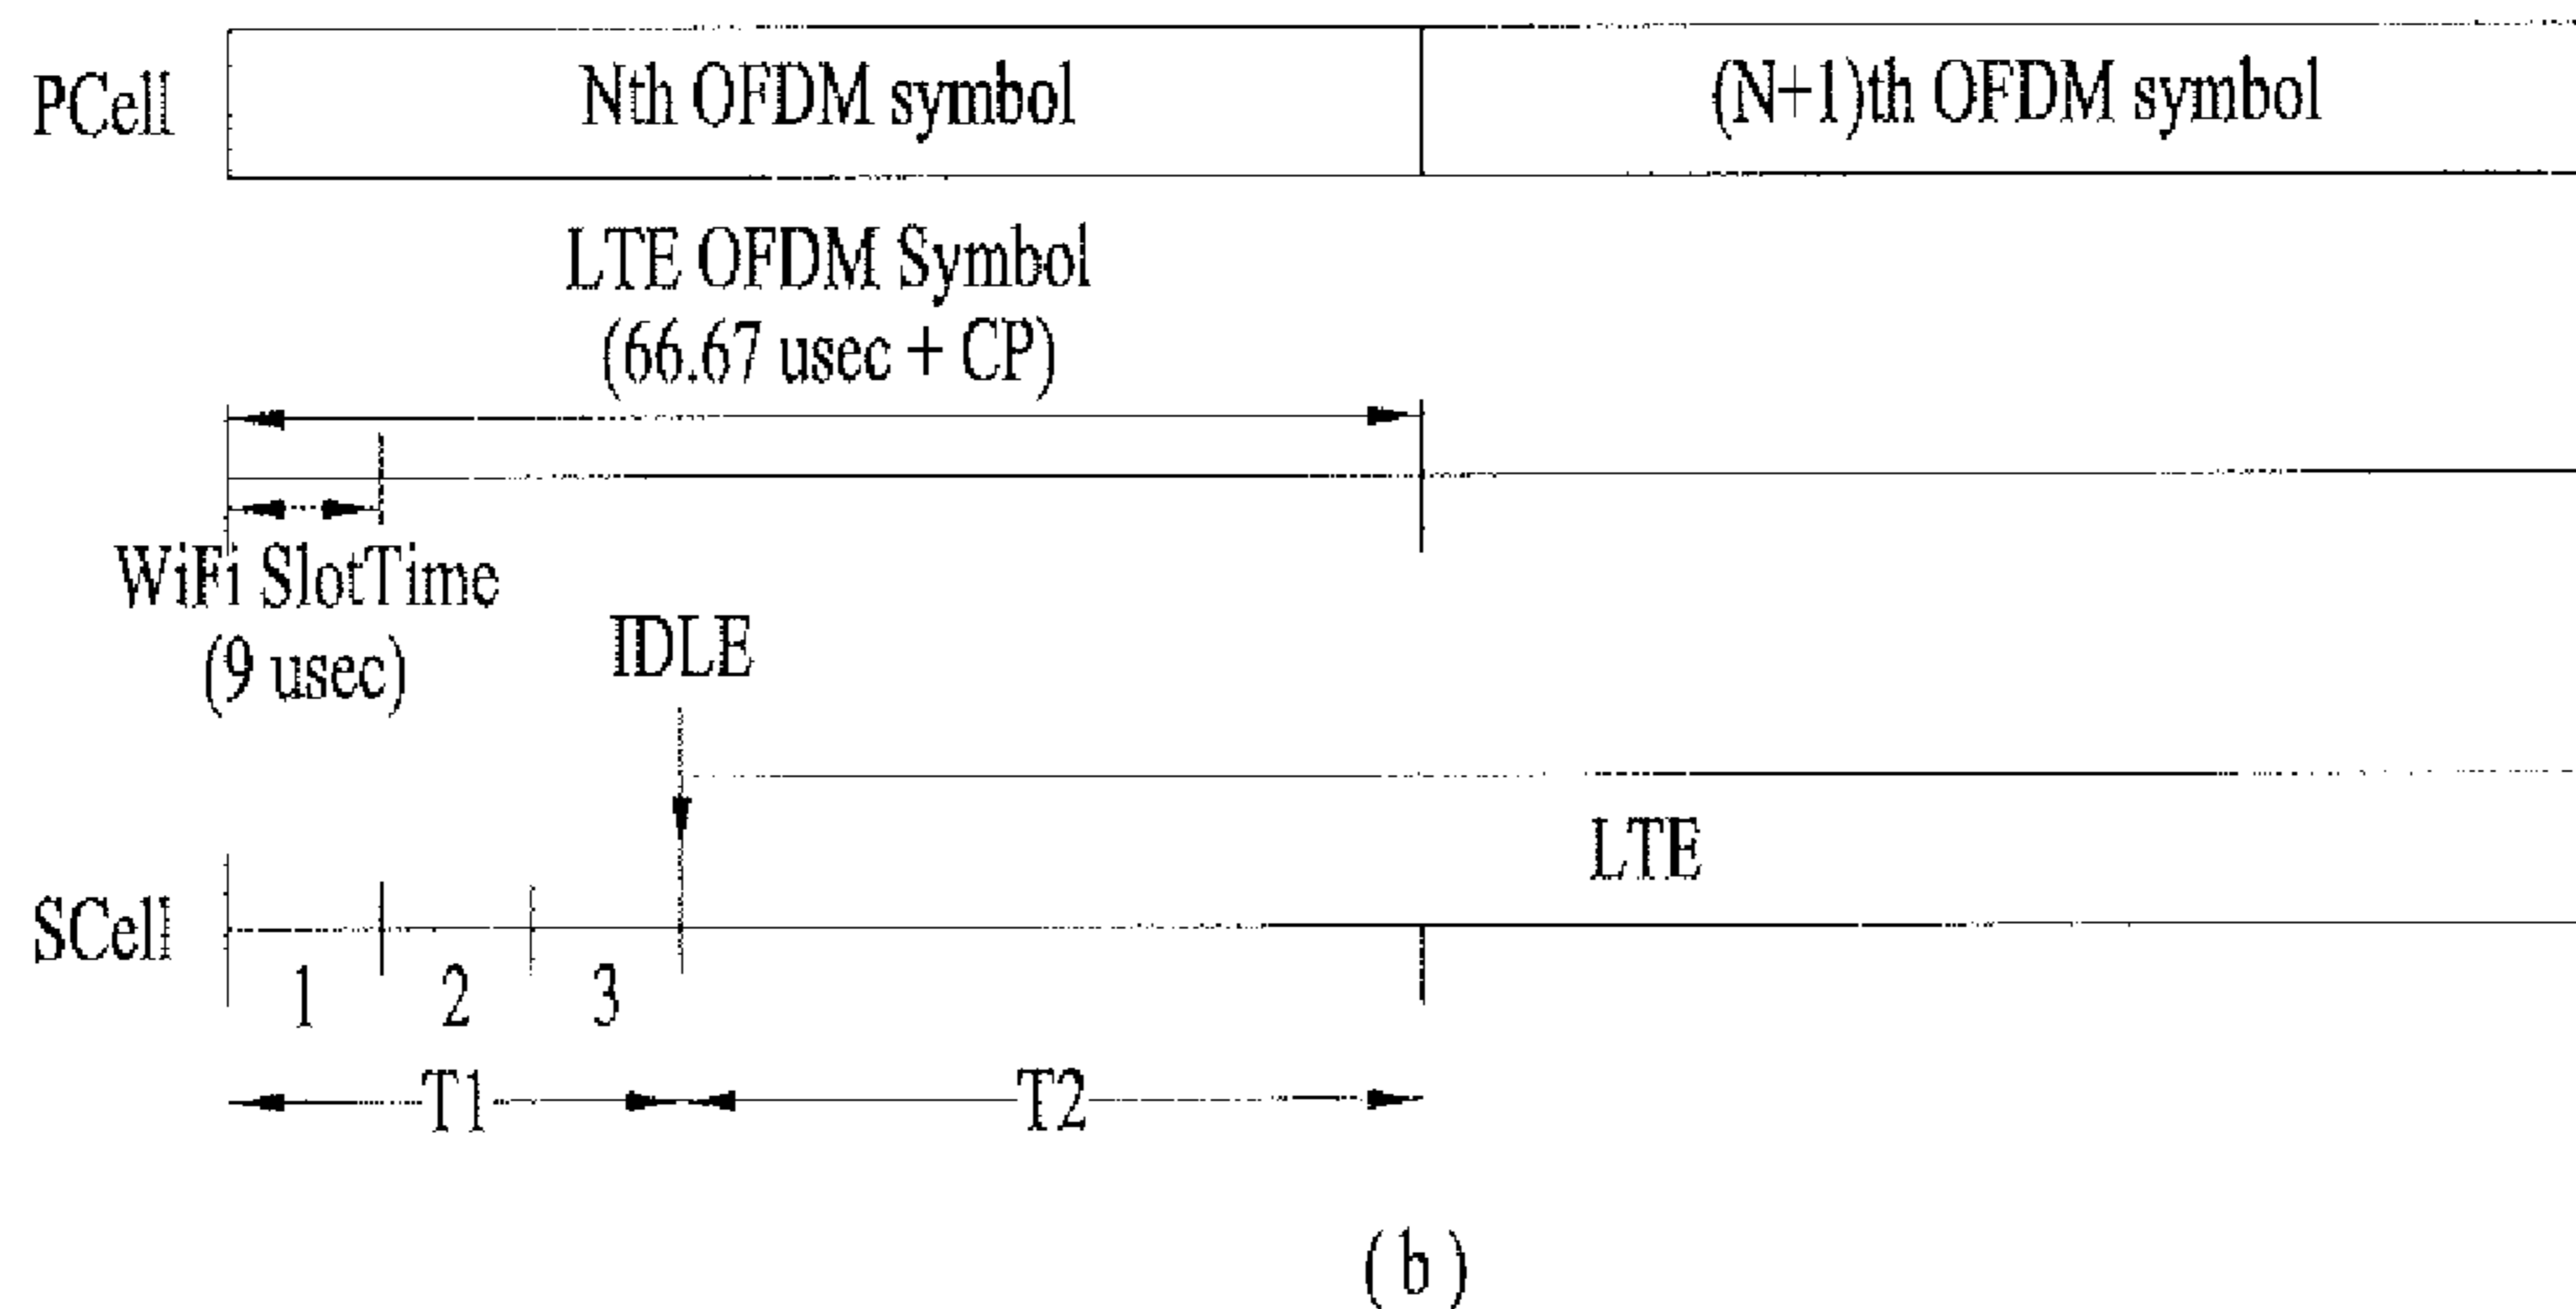 PCell
Nth OFDM symbol
(N+1)th OFDM symbol
LTE OFDM Symbol
(66.67 usec + CP)
WiFi SlotTime
(9 usec)
IDLE
LTE
SCell
1
2
3
T1
T2
( b )